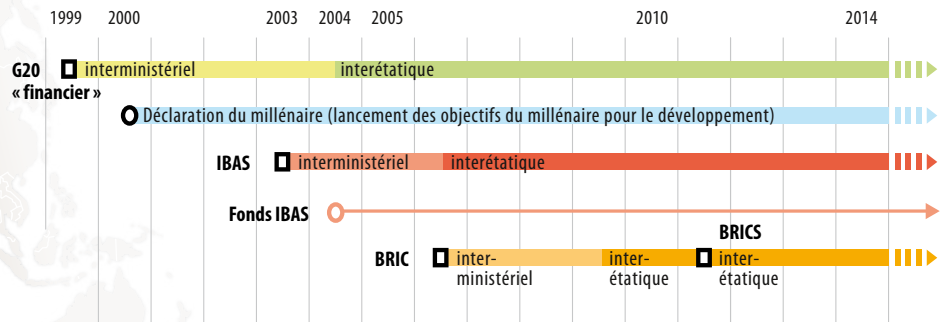 1999 2000 2003 2004 2005 2010 2014
G20 interministériel interétatique
« financier »
Déclaration du millénaire (lancement des objectifs du millénaire pour le développement)
IBAS interministériel interétatique
Fonds IBAS
BRICS
BRIC inter- inter- inter-
ministériel étatique étatique